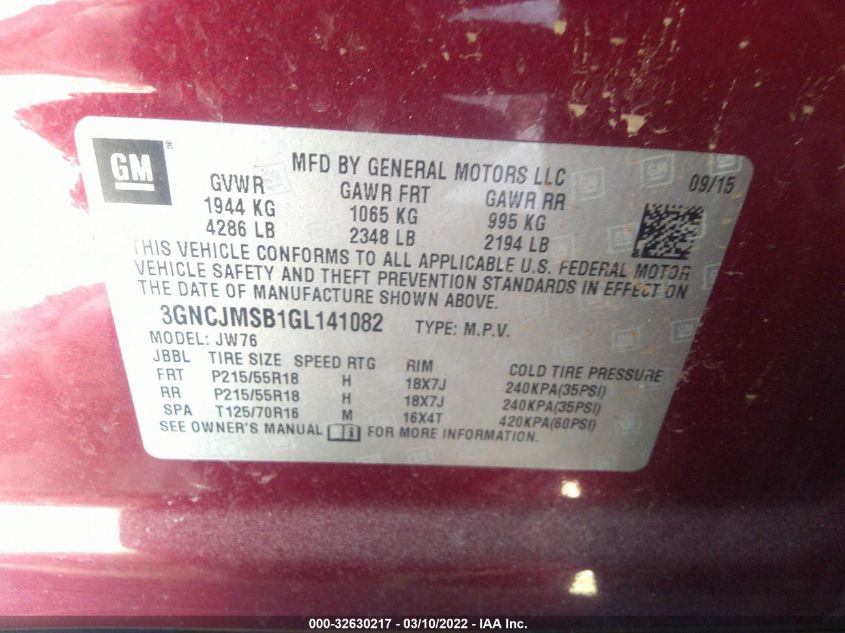 GM®
MFD BY GENERAL MOTORS LLC 09/15
GVWR GAWR FRT GAWR RR
1944 KG 1065 KG 995 KG
4286 LB 2348 LB 2194 LB
THIS VEHICLE CONFORMS TO ALL APPLICABLE U.S. FEDERAL MOTOR
VEHICLE SAFETY AND THEFT PREVENTION STANDARDS IN EFFECT ON
THE DATE OF MANUFACTURE SHOWN ABOVE.
3GNCJMSB1GL141082 TYPE: M.P.V.
MODEL: JW76
JBBL TIRE SIZE SPEED RTG RIM COLD TIRE PRESSURE
FRT P215/55R18 H 18X7J 240KPA(35PSI)
RR P215/55R18 H 18X7J 240KPA(35PSI)
SPA T125/70R16 M 16X4T 420KPA(60PSI)
SEE OWNER'S MANUAL FOR MORE INFORMATION.
000-32630217 - 03/10/2022 - IAA Inc.